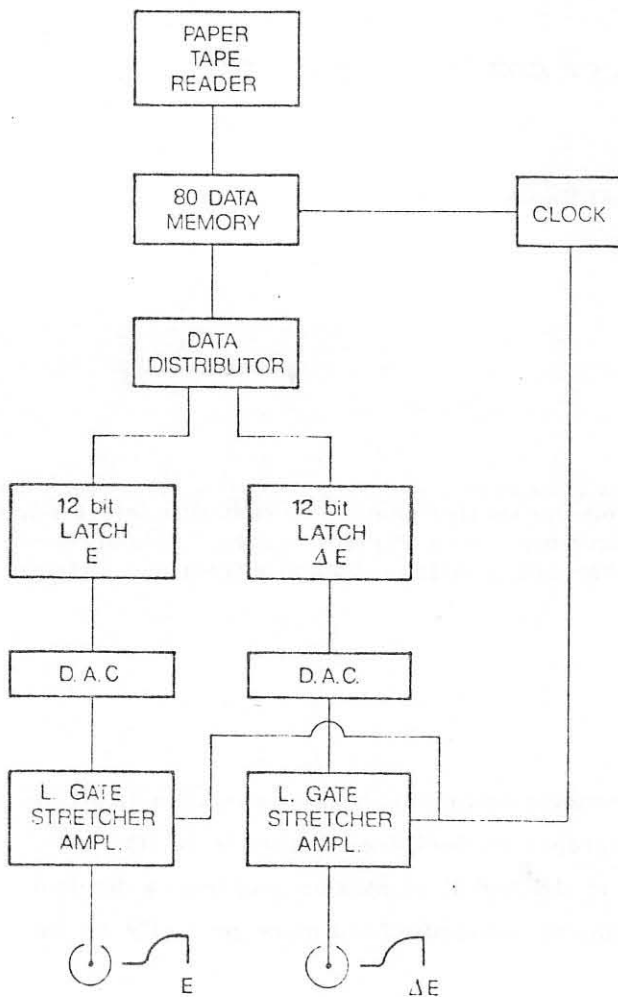 PAPER
TAPE
READER
80 DATA
MEMORY
CLOCK
DATA
DISTRIBUTOR
12 bit
LATCH
E
12 bit
LATCH
ΔE
D.A.C
D.A.C.
L. GATE
STRETCHER
AMPL.
L. GATE
STRETCHER
AMPL.
E
ΔE